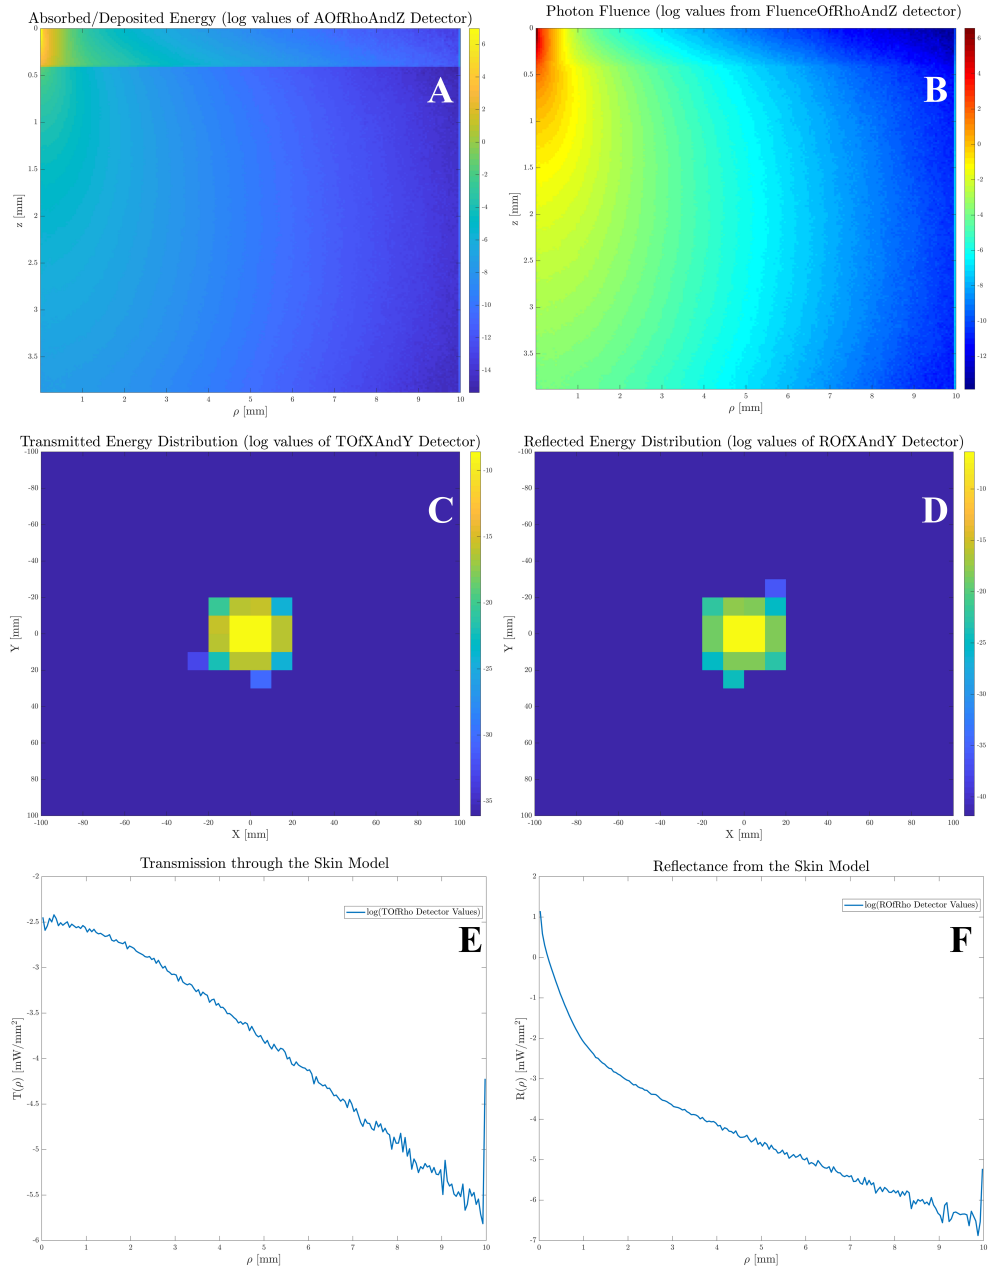 Absorbed/Deposited Energy (log values of AOfRhoAndZ Detector)
A
0
0.5
1
1.5
2
2.5
3
3.5
z [mm]
1 2 3 4 5 6 7 8 9 10
ρ [mm]
6
4
2
0
-2
-4
-6
-8
-10
-12
-14
Photon Fluence (log values from FluenceOfRhoAndZ detector)
B
0
0.5
1
1.5
2
2.5
3
3.5
z [mm]
1 2 3 4 5 6 7 8 9 10
ρ [mm]
6
4
2
0
-2
-4
-6
-8
-10
-12
Transmitted Energy Distribution (log values of TOfXAndY Detector)
C
-100
-80
-60
-40
-20
0
20
40
60
80
100
Y [mm]
-100 -80 -60 -40 -20 0 20 40 60 80 100
X [mm]
-10
-15
-20
-25
-30
-35
Reflected Energy Distribution (log values of ROfXAndY Detector)
D
-100
-80
-60
-40
-20
0
20
40
60
80
100
Y [mm]
-100 -80 -60 -40 -20 0 20 40 60 80 100
X [mm]
-10
-15
-20
-25
-30
-35
-40
Transmission through the Skin Model
log(TOfRho Detector Values)
E
-2
-2.5
-3
-3.5
-4
-4.5
-5
-5.5
-6
T(ρ) [mW/mm²]
0 1 2 3 4 5 6 7 8 9 10
ρ [mm]
Reflectance from the Skin Model
log(ROfRho Detector Values)
F
2
1
0
-1
-2
-3
-4
-5
-6
-7
R(ρ) [mW/mm²]
0 1 2 3 4 5 6 7 8 9 10
ρ [mm]